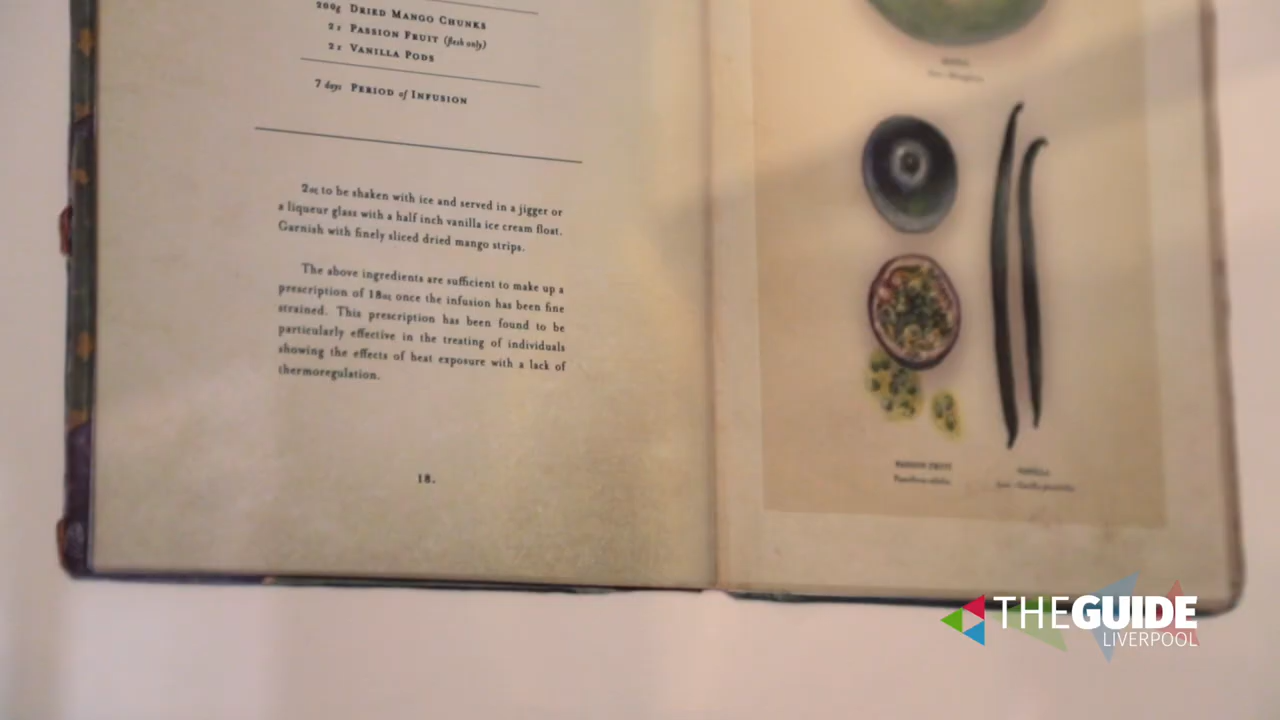 200g DRIED MANGO CHUNKS
2x PASSION FRUIT (flesh only)
2x VANILLA PODS
7 days PERIOD of INFUSION
2oz to be shaken with ice and served in a jigger or
a liqueur glass with a half inch vanilla ice cream float.
Garnish with finely sliced dried mango strips.
The above ingredients are sufficient to make up a
prescription of 18oz once the infusion has been fine
strained. This prescription has been found to be
particularly effective in the treating of individuals
showing the effects of heat exposure with a lack of
thermoregulation.
18.
PASSION FRUIT
VANILLA
THEGUIDE
LIVERPOOL